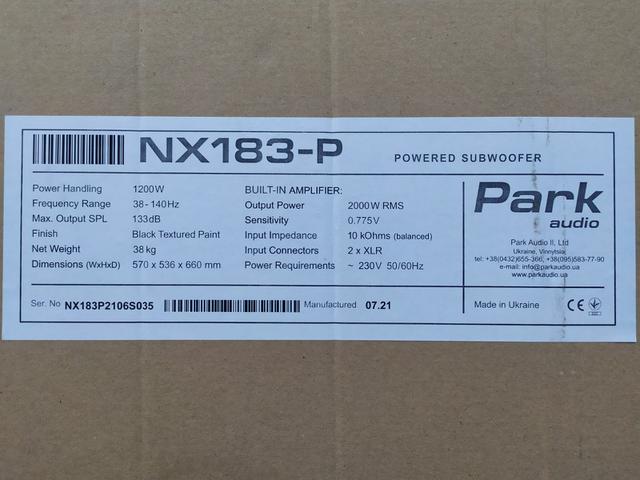 NX183-P
POWERED SUBWOOFER
Power Handling 1200W
Frequency Range 38-140Hz
Max. Output SPL 133dB
Finish Black Textured Paint
Net Weight 38kg
Dimensions (WxHxD) 570 x 536 x 660 mm
BUILT-IN AMPLIFIER:
Output Power 2000W RMS
Sensitivity 0.775V
Input Impedance 10 kOhms (balanced)
Input Connectors 2 x XLR
Power Requirements ~ 230V 50/60Hz
Park
audio
Park Audio II, Ltd
Ukraine, Vinnytsia
tel: +38(0432)655-366, +38(095)583-77-90
e-mail: info@parkaudio.ua
www.parkaudio.ua
Ser. No NX183P2106S035
Manufactured 07.21
Made in Ukraine
CE